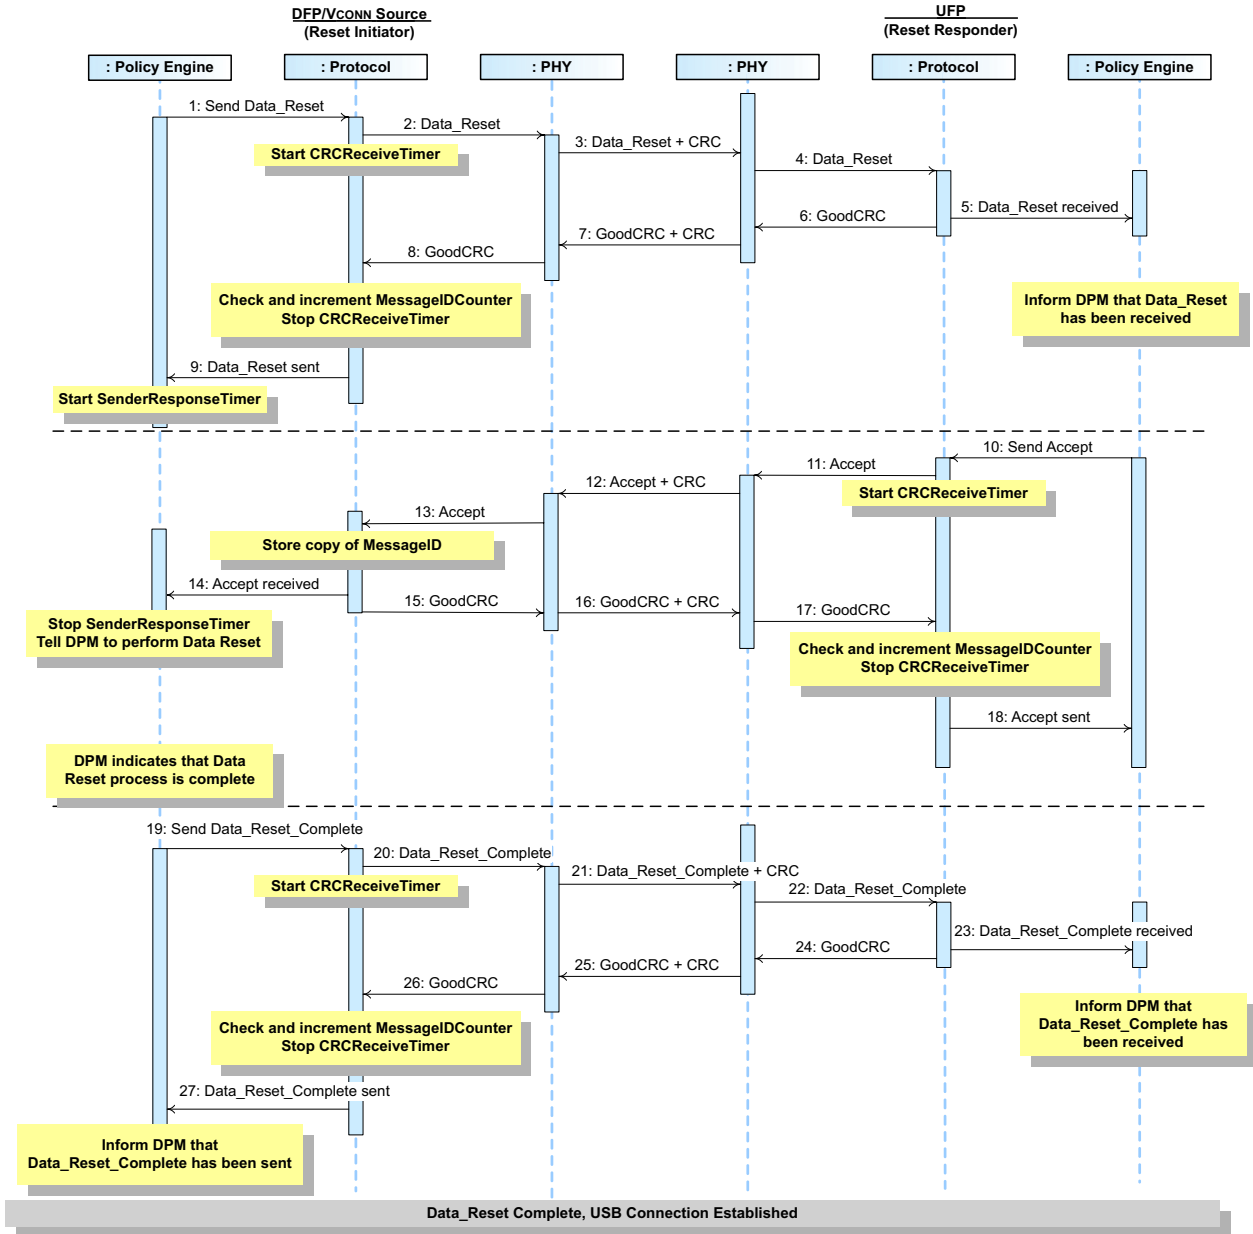 DFP/VCONN Source
(Reset Initiator)
UFP
(Reset Responder)
: Policy Engine
: Protocol
: PHY
: PHY
: Protocol
: Policy Engine
1: Send Data_Reset
2: Data_Reset
Start CRCReceiveTimer
3: Data_Reset + CRC
4: Data_Reset
5: Data_Reset received
6: GoodCRC
7: GoodCRC + CRC
8: GoodCRC
Check and increment MessageIDCounter
Stop CRCReceiveTimer
Inform DPM that Data_Reset
has been received
9: Data_Reset sent
Start SenderResponseTimer
10: Send Accept
11: Accept
Start CRCReceiveTimer
12: Accept + CRC
13: Accept
Store copy of MessageID
14: Accept received
15: GoodCRC
16: GoodCRC + CRC
17: GoodCRC
Stop SenderResponseTimer
Tell DPM to perform Data Reset
Check and increment MessageIDCounter
Stop CRCReceiveTimer
18: Accept sent
DPM indicates that Data
Reset process is complete
19: Send Data_Reset_Complete
20: Data_Reset_Complete
Start CRCReceiveTimer
21: Data_Reset_Complete + CRC
22: Data_Reset_Complete
23: Data_Reset_Complete received
24: GoodCRC
25: GoodCRC + CRC
26: GoodCRC
Check and increment MessageIDCounter
Stop CRCReceiveTimer
Inform DPM that
Data_Reset_Complete has
been received
27: Data_Reset_Complete sent
Inform DPM that
Data_Reset_Complete has been sent
Data_Reset Complete, USB Connection Established